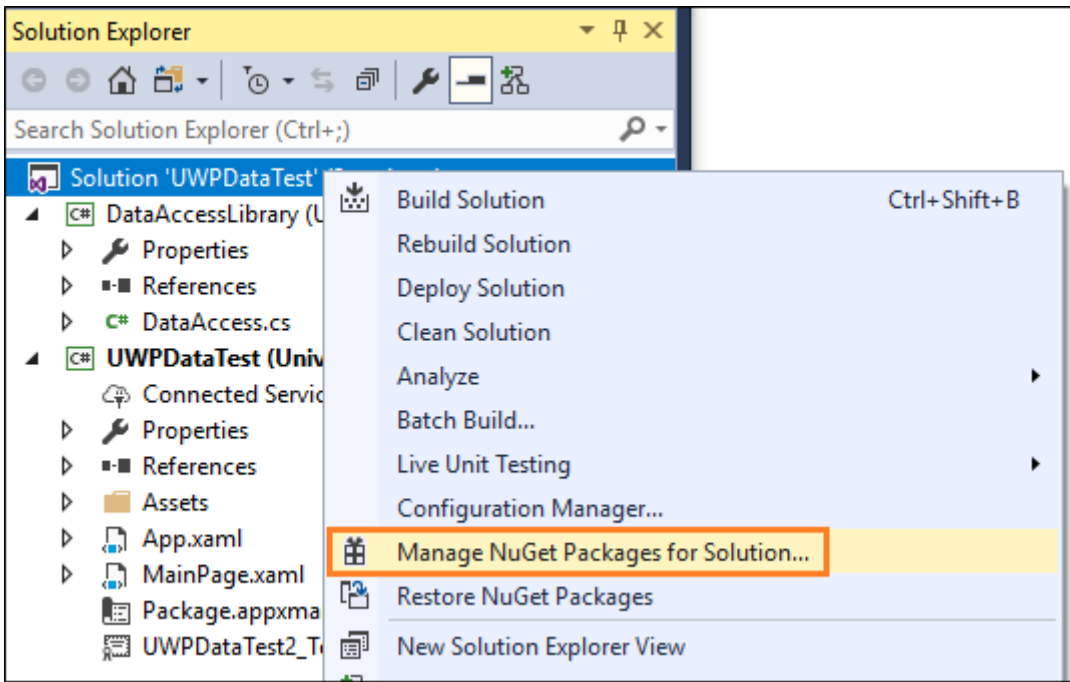 Solution Explorer
Search Solution Explorer (Ctrl+;)
Solution 'UWPDataTest'
C# DataAccessLibrary (U
Properties
References
C# DataAccess.cs
C# UWPDataTest (Univ
Connected Servic
Properties
References
Assets
App.xaml
MainPage.xaml
Package.appxma
UWPDataTest2_Te
Build Solution Ctrl+Shift+B
Rebuild Solution
Deploy Solution
Clean Solution
Analyze
Batch Build...
Live Unit Testing
Configuration Manager...
Manage NuGet Packages for Solution...
Restore NuGet Packages
New Solution Explorer View